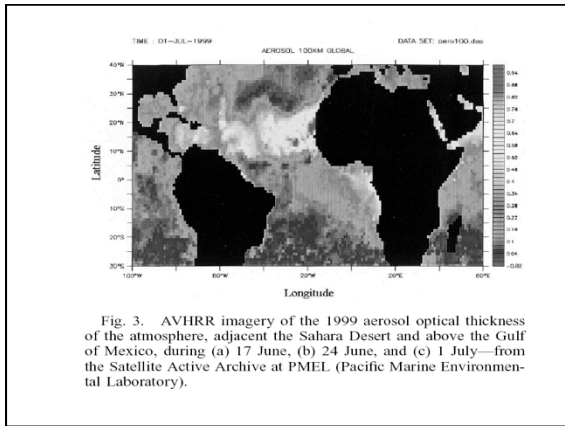 TIME : 01-JUL-1999 DATA SET: aero100.das
AEROSOL 100KM GLOBAL
40°N
30°N
20°N
10°N
0°
10°S
20°S
30°S
Latitude
100°W 60°W 20°W 20°E 60°E
Longitude
0.94
Fig. 3. AVHRR imagery of the 1999 aerosol optical thickness
of the atmosphere, adjacent the Sahara Desert and above the Gulf
of Mexico, during (a) 17 June, (b) 24 June, and (c) 1 July—from
the Satellite Active Archive at PMEL (Pacific Marine Environmen-
tal Laboratory).